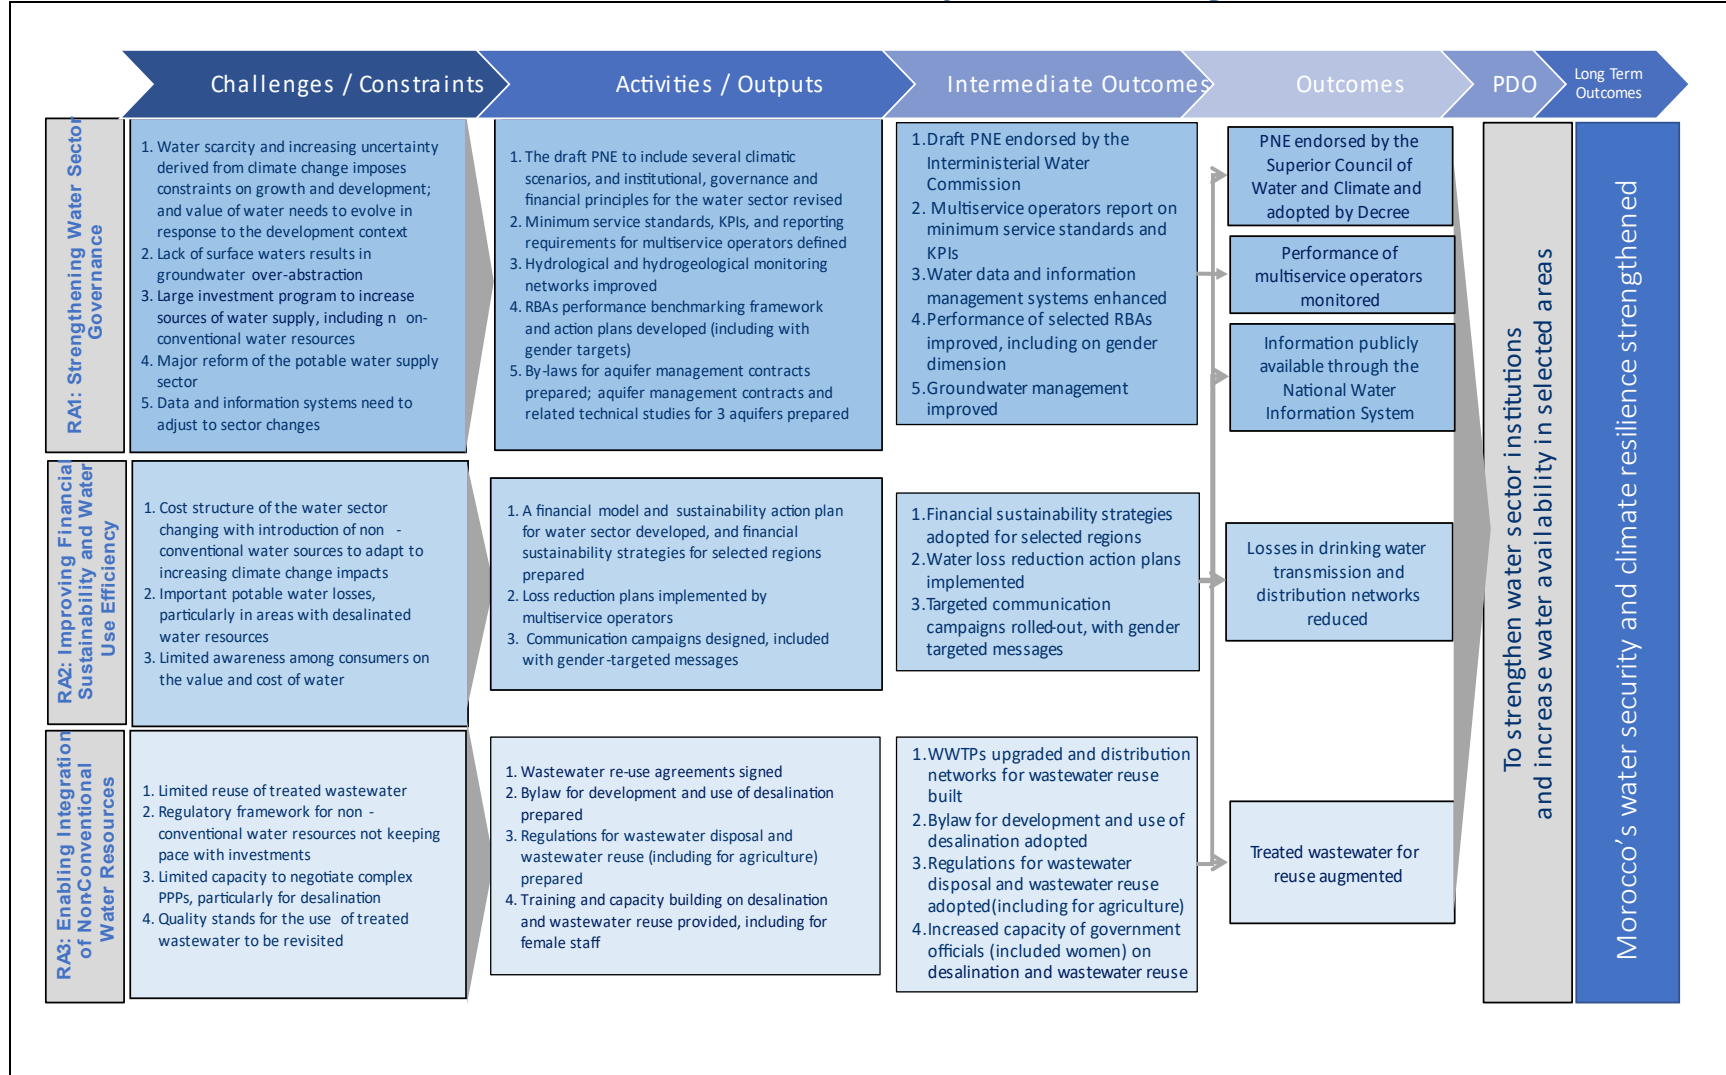 Challenges / Constraints
Activities / Outputs
Intermediate Outcomes
Outcomes
PDO
Long Term
Outcomes
RA1: Strengthening Water Sector
Governance
1. Water scarcity and increasing uncertainty
derived from climate change imposes
constraints on growth and development;
and value of water needs to evolve in
response to the development context
2. Lack of surface waters results in
groundwater over-abstraction
3. Large investment program to increase
sources of water supply, including n on-
conventional water resources
4. Major reform of the potable water supply
sector
5. Data and information systems need to
adjust to sector changes
1. The draft PNE to include several climatic
scenarios, and institutional, governance and
financial principles for the water sector revised
2. Minimum service standards, KPIs, and reporting
requirements for multiservice operators defined
3. Hydrological and hydrogeological monitoring
networks improved
4. RBAs performance benchmarking framework
and action plans developed (including with
gender targets)
5. By-laws for aquifer management contracts
prepared; aquifer management contracts and
related technical studies for 3 aquifers prepared
1.Draft PNE endorsed by the
Interministerial Water
Commission
2. Multiservice operators report on
minimum service standards and
KPIs
3.Water data and information
management systems enhanced
4.Performance of selected RBAs
improved, including on gender
dimension
5.Groundwater management
improved
PNE endorsed by the
Superior Council of
Water and Climate and
adopted by Decree
Performance of
multiservice operators
monitored
Information publicly
available through the
National Water
Information System
RA2: Improving Financial
Sustainability and Water
Use Efficiency
1. Cost structure of the water sector
changing with introduction of non -
conventional water sources to adapt to
increasing climate change impacts
2. Important potable water losses,
particularly in areas with desalinated
water resources
3. Limited awareness among consumers on
the value and cost of water
1. A financial model and sustainability action plan
for water sector developed, and financial
sustainability strategies for selected regions
prepared
2. Loss reduction plans implemented by
multiservice operators
3. Communication campaigns designed, included
with gender-targeted messages
1.Financial sustainability strategies
adopted for selected regions
2.Water loss reduction action plans
implemented
3.Targeted communication
campaigns rolled-out, with gender
targeted messages
Losses in drinking water
transmission and
distribution networks
reduced
RA3: Enabling Integration
of Non-Conventional
Water Resources
1. Limited reuse of treated wastewater
2. Regulatory framework for non -
conventional water resources not keeping
pace with investments
3. Limited capacity to negotiate complex
PPPs, particularly for desalination
4. Quality stands for the use of treated
wastewater to be revisited
1. Wastewater re-use agreements signed
2. Bylaw for development and use of desalination
prepared
3. Regulations for wastewater disposal and
wastewater reuse (including for agriculture)
prepared
4. Training and capacity building on desalination
and wastewater reuse provided, including for
female staff
1.WWTPs upgraded and distribution
networks for wastewater reuse
built
2.Bylaw for development and use of
desalination adopted
3.Regulations for wastewater
disposal and wastewater reuse
adopted(including for agriculture)
4.Increased capacity of government
officials (included women) on
desalination and wastewater reuse
Treated wastewater for
reuse augmented
To strengthen water sector institutions
and increase water availability in selected areas
Morocco's water security and climate resilience strengthened